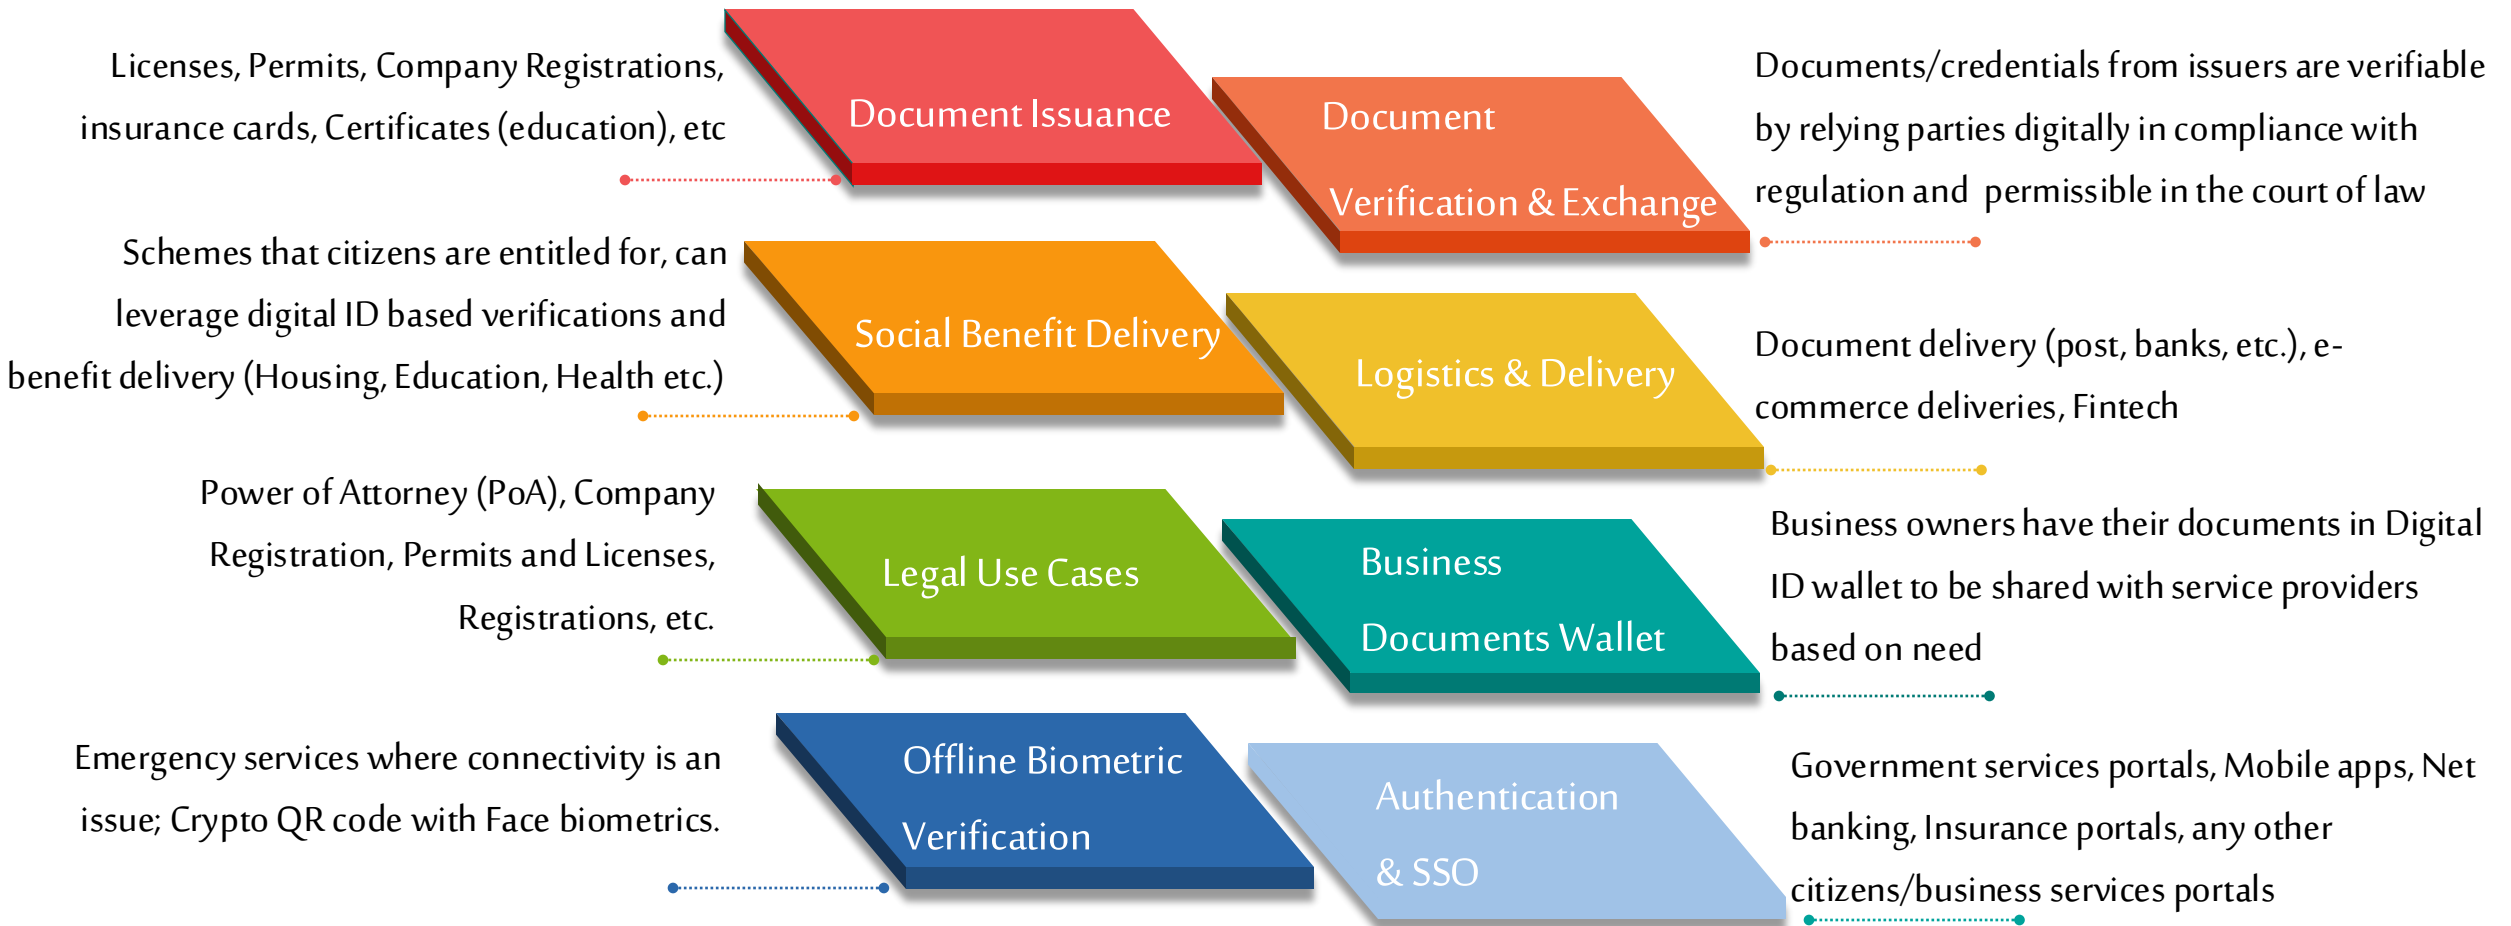 Licenses, Permits, Company Registrations,
insurance cards, Certificates (education), etc
Document Issuance
Document
Verification & Exchange
Documents/credentials from issuers are verifiable
by relying parties digitally in compliance with
regulation and permissible in the court of law
Schemes that citizens are entitled for, can
leverage digital ID based verifications and
benefit delivery (Housing, Education, Health etc.)
Social Benefit Delivery
Logistics & Delivery
Document delivery (post, banks, etc.), e-
commerce deliveries, Fintech
Power of Attorney (PoA), Company
Registration, Permits and Licenses,
Registrations, etc.
Legal Use Cases
Business
Documents Wallet
Business owners have their documents in Digital
ID wallet to be shared with service providers
based on need
Emergency services where connectivity is an
issue; Crypto QR code with Face biometrics.
Offline Biometric
Verification
Authentication
& SSO
Government services portals, Mobile apps, Net
banking, Insurance portals, any other
citizens/business services portals